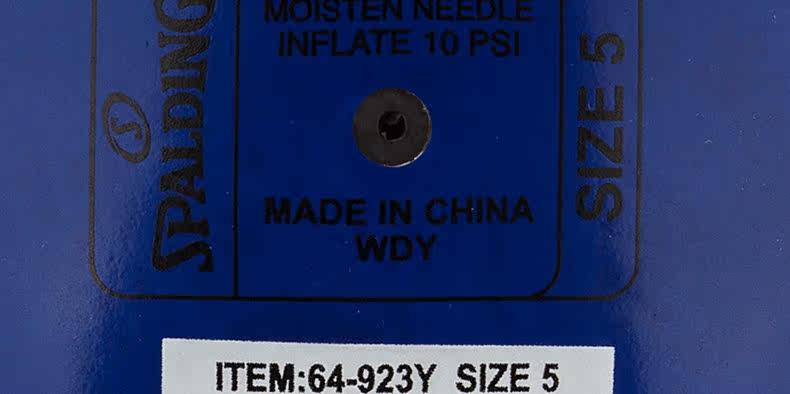 MOISTEN NEEDLE
INFLATE 10 PSI
MADE IN CHINA
WDY
S SPALDING
SIZE 5
ITEM:64-923Y SIZE 5